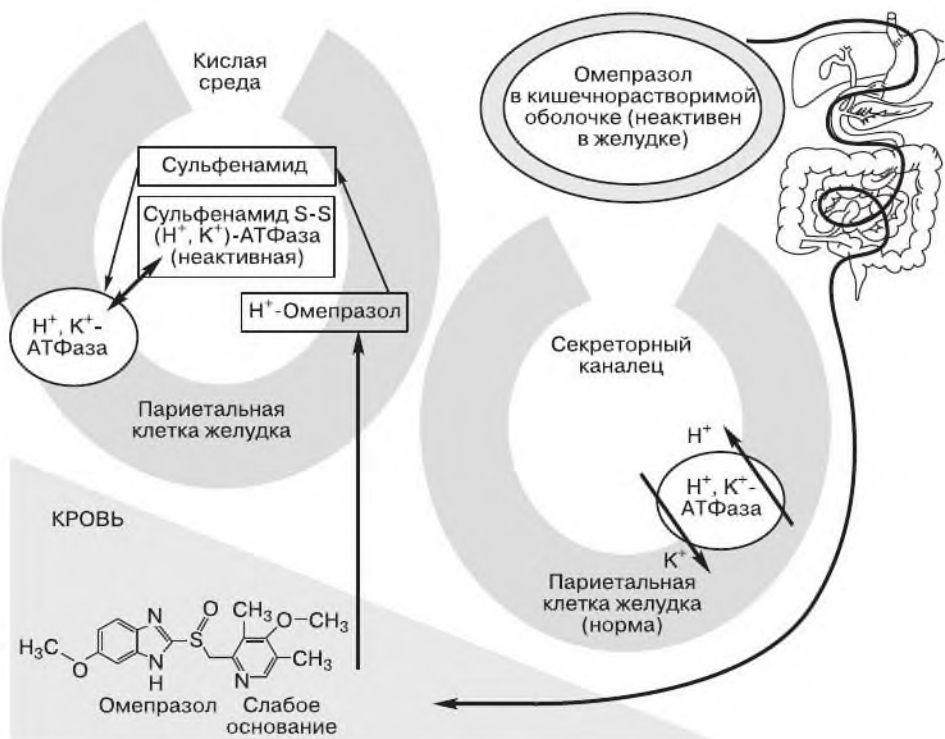 Кислая
среда
Сульфенамид
Сульфенамид S-S
(H⁺, K⁺)-АТФаза
(неактивная)
H⁺, K⁺-
АТФаза
H⁺-Омепразол
Париетальная
клетка желудка
Омепразол
в кишечнорастворимой
оболочке (неактивен
в желудке)
Секреторный
каналец
H⁺
H⁺, K⁺-
АТФаза
K⁺
Париетальная
клетка желудка
(норма)
КРОВЬ
H₃C
O
N
N
H
S
O
CH₃
O
CH₃
CH₃
N
Омепразол
Слабое
основание